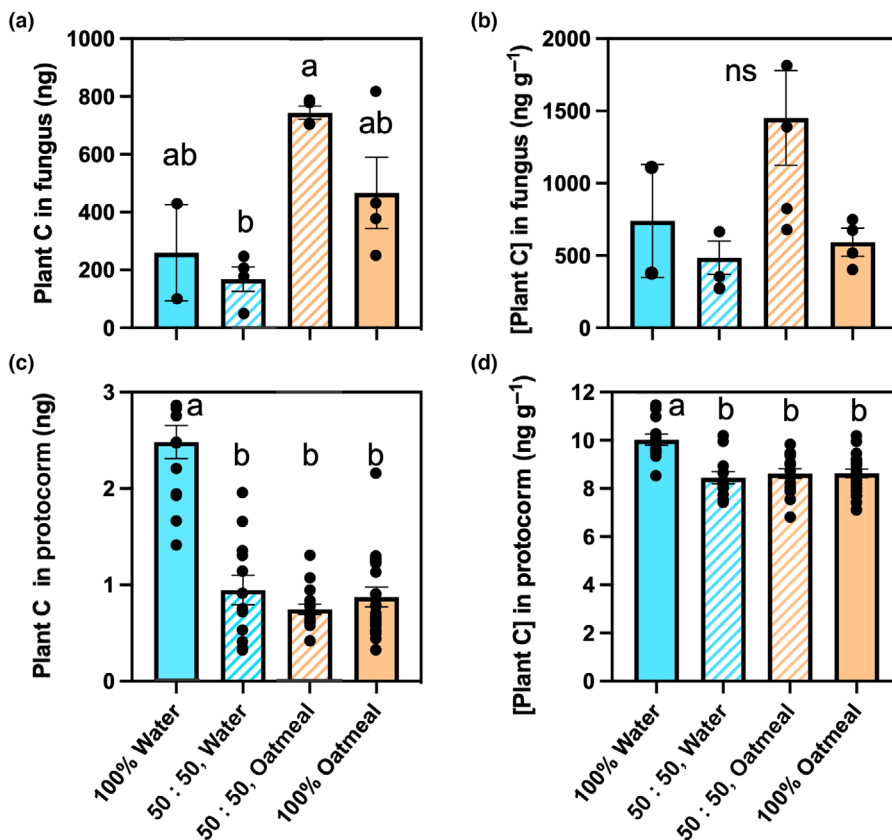 (a)
Plant C in fungus (ng)
1000
800
600
400
200
0
ab
b
a
ab
(b)
[Plant C] in fungus (ng g⁻¹)
2000
1500
1000
500
0
ns
(c)
Plant C in protocorm (ng)
3
2
1
0
a
b
b
b
100% Water
50 : 50, Water
50 : 50, Oatmeal
100% Oatmeal
(d)
[Plant C] in protocorm (ng g⁻¹)
12
10
8
6
4
2
0
a
b
b
b
100% Water
50 : 50, Water
50 : 50, Oatmeal
100% Oatmeal